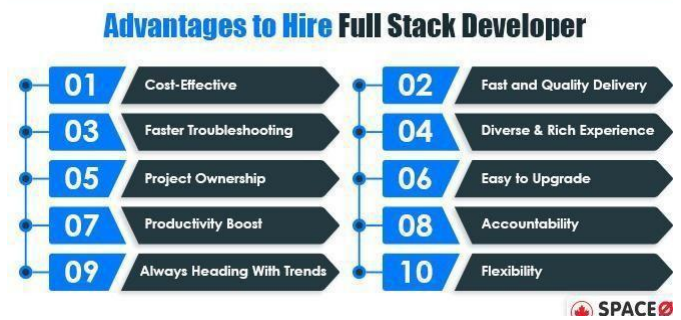 Advantages to Hire Full Stack Developer
01 Cost-Effective
02 Fast and Quality Delivery
03 Faster Troubleshooting
04 Diverse & Rich Experience
05 Project Ownership
06 Easy to Upgrade
07 Productivity Boost
08 Accountability
09 Always Heading With Trends
10 Flexibility
SPACEØ